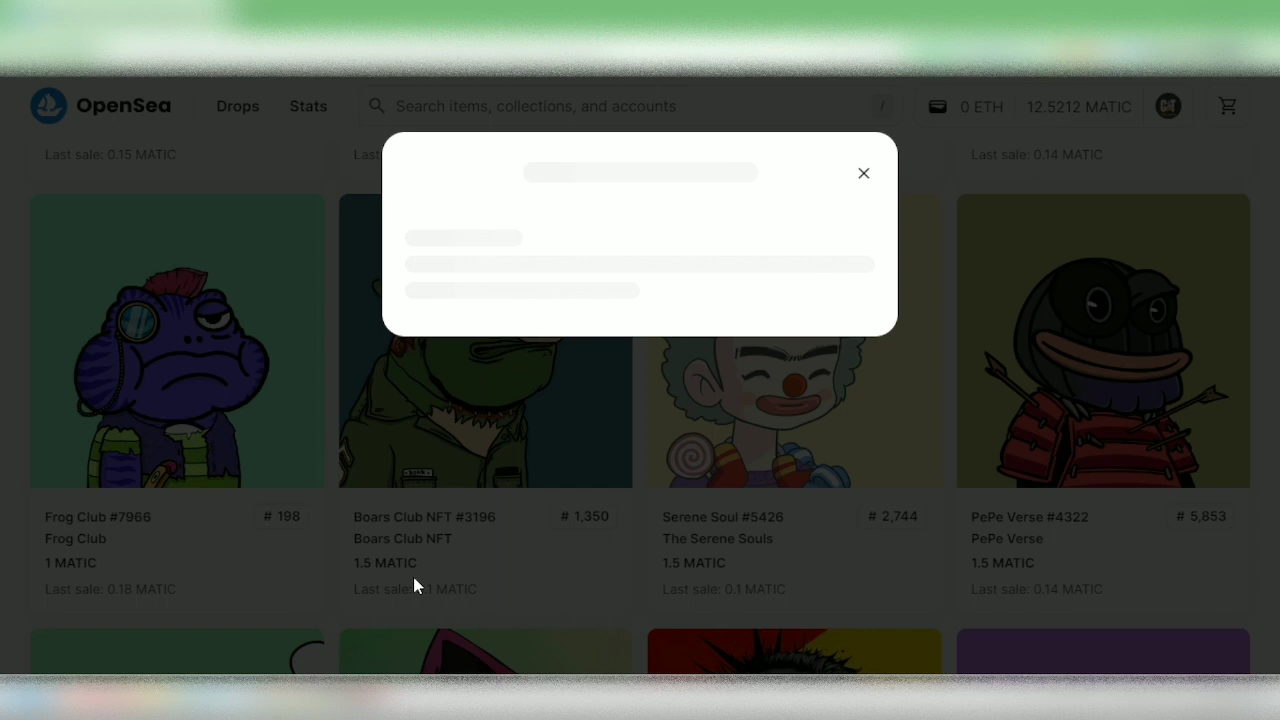 OpenSea Drops Stats Search items, collections, and accounts / 0 ETH 12.5212 MATIC
Last sale: 0.15 MATIC Last Last sale: 0.14 MATIC
Frog Club #7966 # 198
Frog Club
1 MATIC
Last sale: 0.18 MATIC
Boars Club NFT #3196 # 1,350
Boars Club NFT
1.5 MATIC
Last sale: 1 MATIC
Serene Soul #5426 # 2,744
The Serene Souls
1.5 MATIC
Last sale: 0.1 MATIC
PePe Verse #4322 # 5,853
PePe Verse
1.5 MATIC
Last sale: 0.14 MATIC